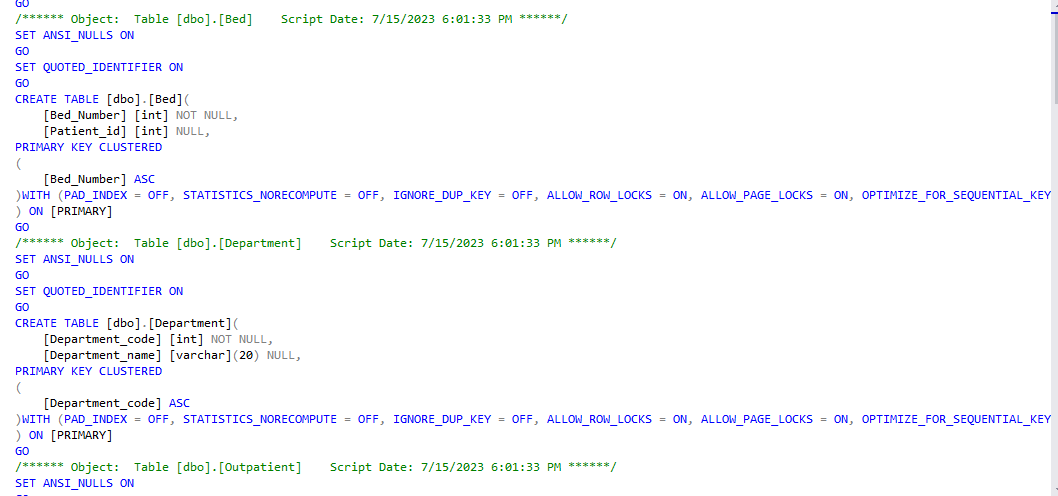 GO
/****** Object:  Table [dbo].[Bed]    Script Date: 7/15/2023 6:01:33 PM ******/
SET ANSI_NULLS ON
GO
SET QUOTED_IDENTIFIER ON
GO
CREATE TABLE [dbo].[Bed](
    [Bed_Number] [int] NOT NULL,
    [Patient_id] [int] NULL,
PRIMARY KEY CLUSTERED
(
    [Bed_Number] ASC
)WITH (PAD_INDEX = OFF, STATISTICS_NORECOMPUTE = OFF, IGNORE_DUP_KEY = OFF, ALLOW_ROW_LOCKS = ON, ALLOW_PAGE_LOCKS = ON, OPTIMIZE_FOR_SEQUENTIAL_KEY
) ON [PRIMARY]
GO
/****** Object:  Table [dbo].[Department]    Script Date: 7/15/2023 6:01:33 PM ******/
SET ANSI_NULLS ON
GO
SET QUOTED_IDENTIFIER ON
GO
CREATE TABLE [dbo].[Department](
    [Department_code] [int] NOT NULL,
    [Department_name] [varchar](20) NULL,
PRIMARY KEY CLUSTERED
(
    [Department_code] ASC
)WITH (PAD_INDEX = OFF, STATISTICS_NORECOMPUTE = OFF, IGNORE_DUP_KEY = OFF, ALLOW_ROW_LOCKS = ON, ALLOW_PAGE_LOCKS = ON, OPTIMIZE_FOR_SEQUENTIAL_KEY
) ON [PRIMARY]
GO
/****** Object:  Table [dbo].[Outpatient]    Script Date: 7/15/2023 6:01:33 PM ******/
SET ANSI_NULLS ON